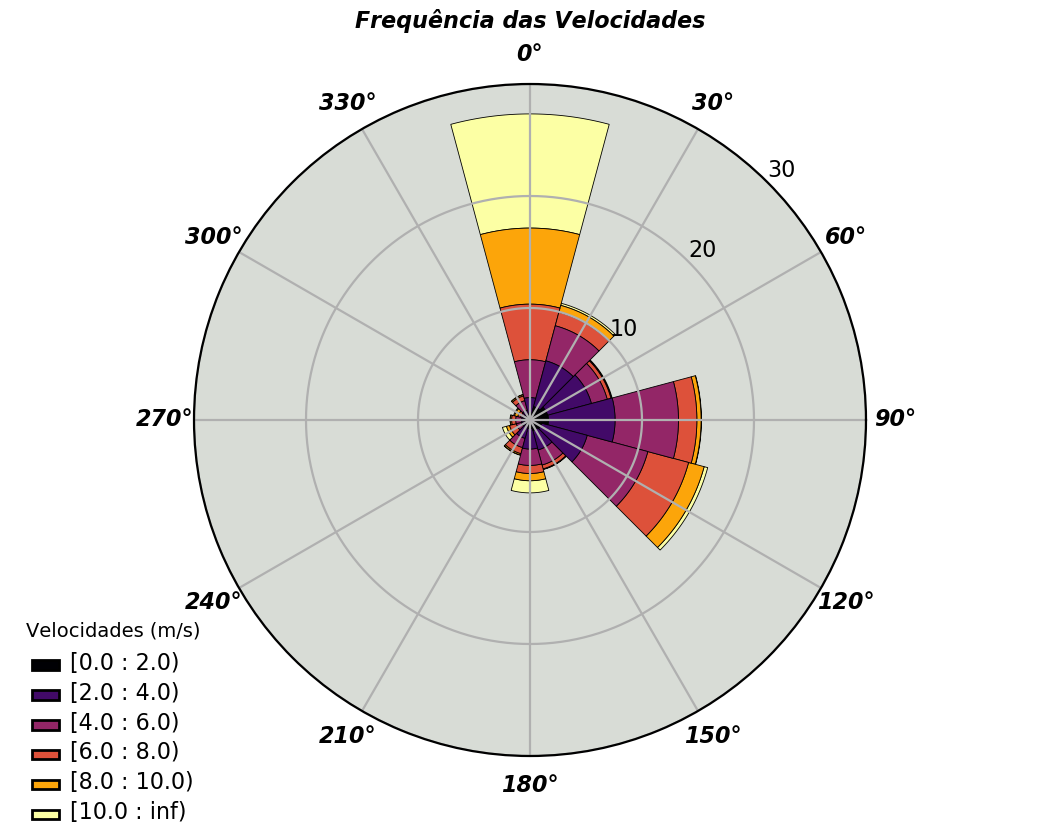 Frequência das Velocidades
0°
330°
30°
30
300°
60°
20
10
270°
90°
240°
120°
210°
150°
180°
Velocidades (m/s)
[0.0 : 2.0)
[2.0 : 4.0)
[4.0 : 6.0)
[6.0 : 8.0)
[8.0 : 10.0)
[10.0 : inf)